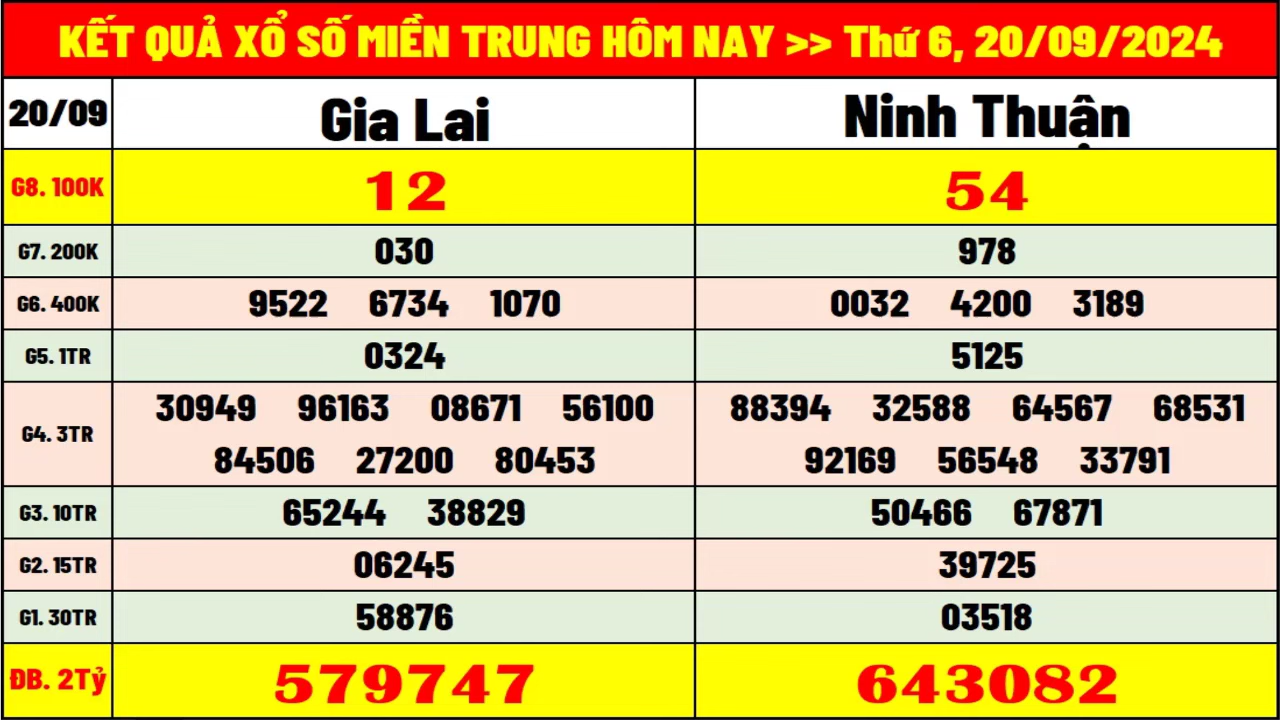 KẾT QUẢ XỔ SỐ MIỀN TRUNG HÔM NAY >> Thứ 6, 20/09/2024
20/09 Gia Lai Ninh Thuận
G8. 100K 12 54
G7. 200K 030 978
G6. 400K 9522 6734 1070 0032 4200 3189
G5. 1TR 0324 5125
G4. 3TR 30949 96163 08671 56100 88394 32588 64567 68531
84506 27200 80453 92169 56548 33791
G3. 10TR 65244 38829 50466 67871
G2. 15TR 06245 39725
G1. 30TR 58876 03518
ĐB. 2Tỷ 579747 643082